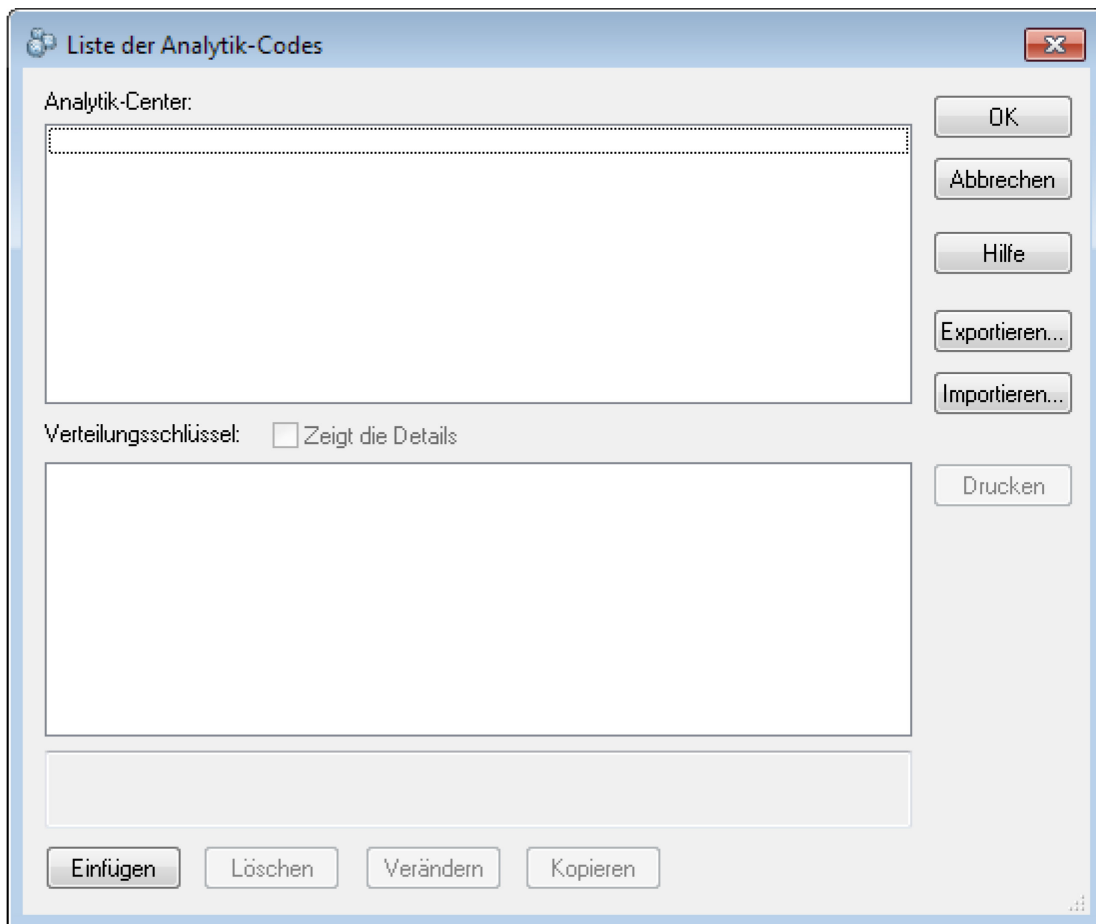 Liste der Analytik-Codes
Analytik-Center:
OK
Abbrechen
Hilfe
Exportieren...
Importieren...
Verteilungsschlüssel: Zeigt die Details
Drucken
Einfügen Löschen Verändern Kopieren